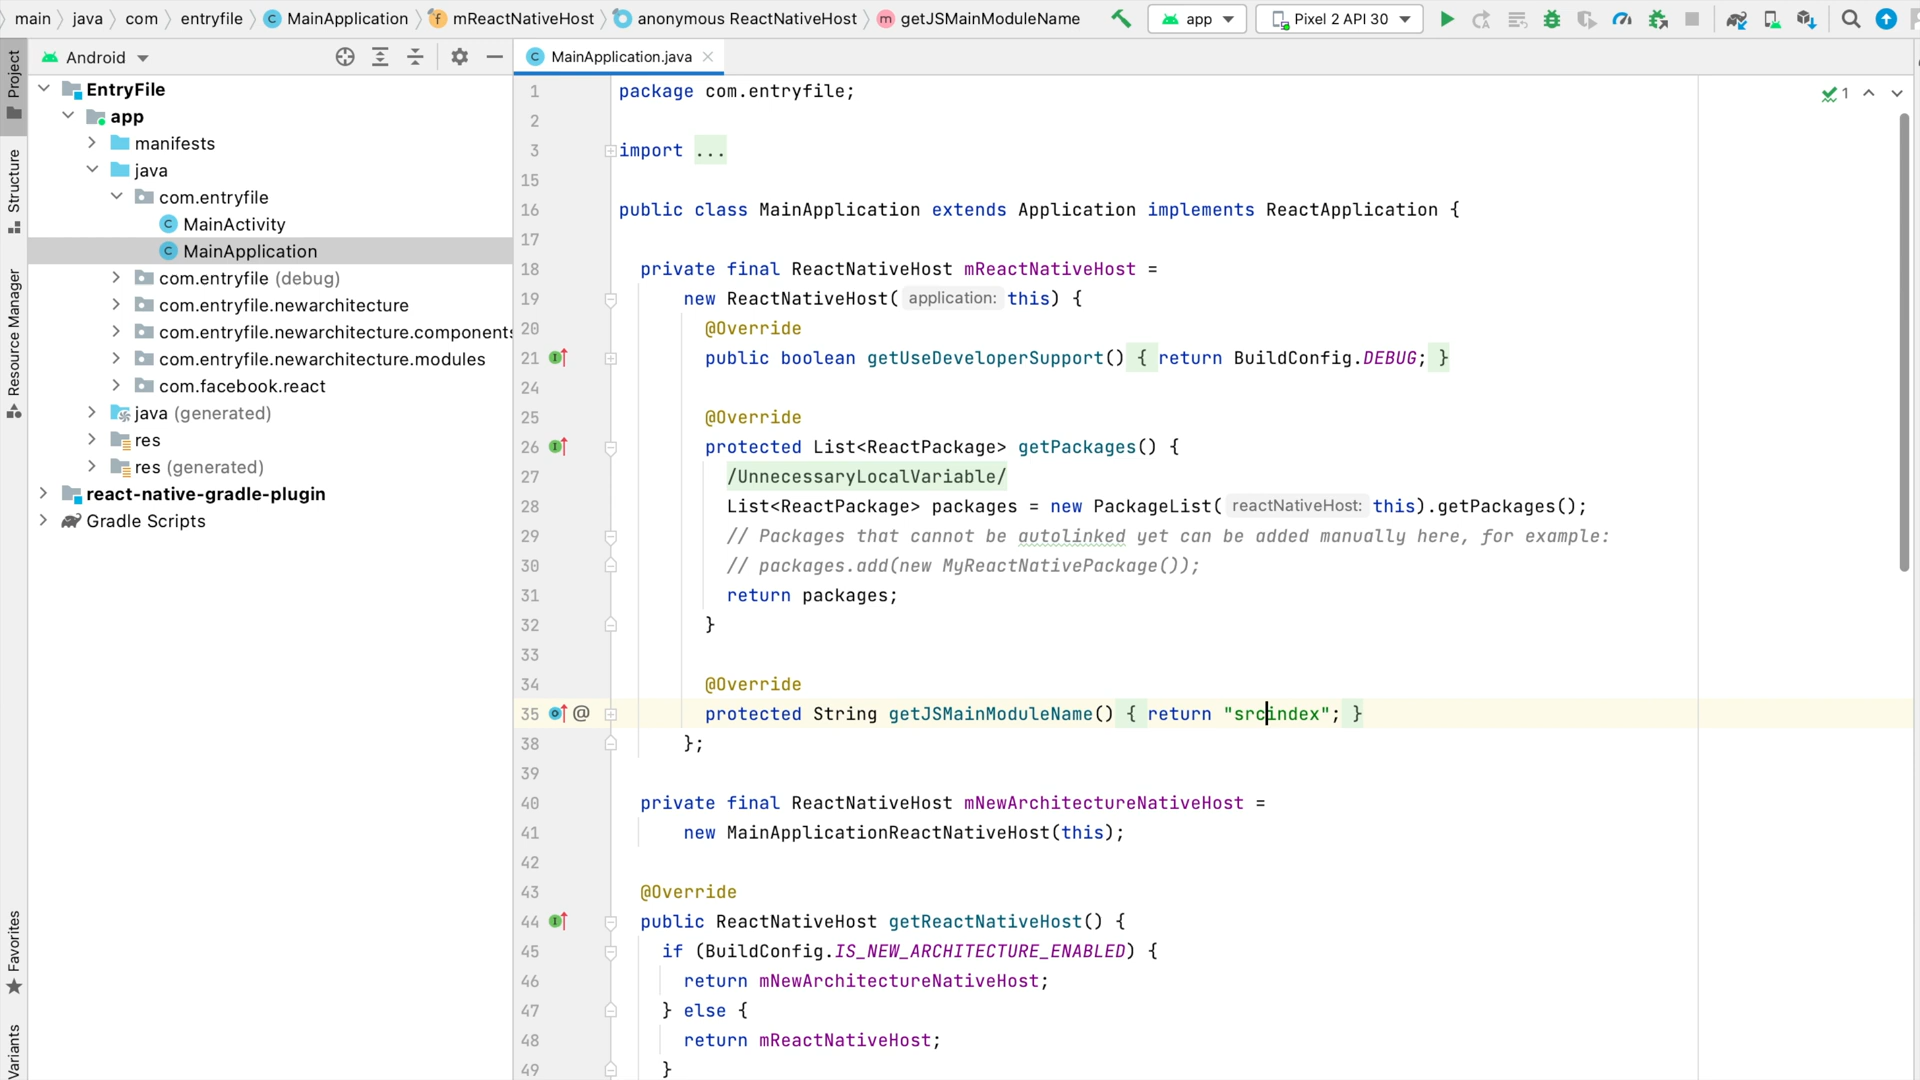 main java com entryfile MainApplication mReactNativeHost anonymous ReactNativeHost getJSMainModuleName app Pixel 2 API 30
Project
Structure
Resource Manager
Favorites
Variants
Android
EntryFile
app
manifests
java
com.entryfile
MainActivity
MainApplication
com.entryfile (debug)
com.entryfile.newarchitecture
com.entryfile.newarchitecture.components
com.entryfile.newarchitecture.modules
com.facebook.react
java (generated)
res
res (generated)
react-native-gradle-plugin
Gradle Scripts
MainApplication.java
1
1 package com.entryfile;
2
3 import ...
15
16 public class MainApplication extends Application implements ReactApplication {
17
18 private final ReactNativeHost mReactNativeHost =
19 new ReactNativeHost( application: this) {
20 @Override
21 public boolean getUseDeveloperSupport() { return BuildConfig.DEBUG; }
24
25 @Override
26 protected List<ReactPackage> getPackages() {
27 /UnnecessaryLocalVariable/
28 List<ReactPackage> packages = new PackageList( reactNativeHost: this).getPackages();
29 // Packages that cannot be autolinked yet can be added manually here, for example:
30 // packages.add(new MyReactNativePackage());
31 return packages;
32 }
33
34 @Override
35 @ protected String getJSMainModuleName() { return "srcindex"; }
38 };
39
40 private final ReactNativeHost mNewArchitectureNativeHost =
41 new MainApplicationReactNativeHost(this);
42
43 @Override
44 public ReactNativeHost getReactNativeHost() {
45 if (BuildConfig.IS_NEW_ARCHITECTURE_ENABLED) {
46 return mNewArchitectureNativeHost;
47 } else {
48 return mReactNativeHost;
49 }